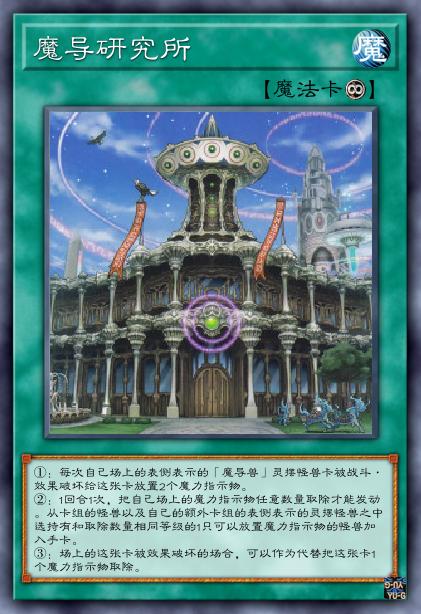 魔导研究所
魔
【魔法卡∞】
①：每次自己场上的表侧表示的「魔导兽」灵摆怪兽卡被战斗·
效果破坏给这张卡放置2个魔力指示物。
②：1回合1次，把自己场上的魔力指示物任意数量取除才能发动
。从卡组的怪兽以及自己的额外卡组的表侧表示的灵摆怪兽之中
选持有和取除数量相同等级的1只可以放置魔力指示物的怪兽加
入手卡。
③：场上的这张卡被效果破坏的场合，可以作为代替把这张卡1
个魔力指示物取除。
YU-G